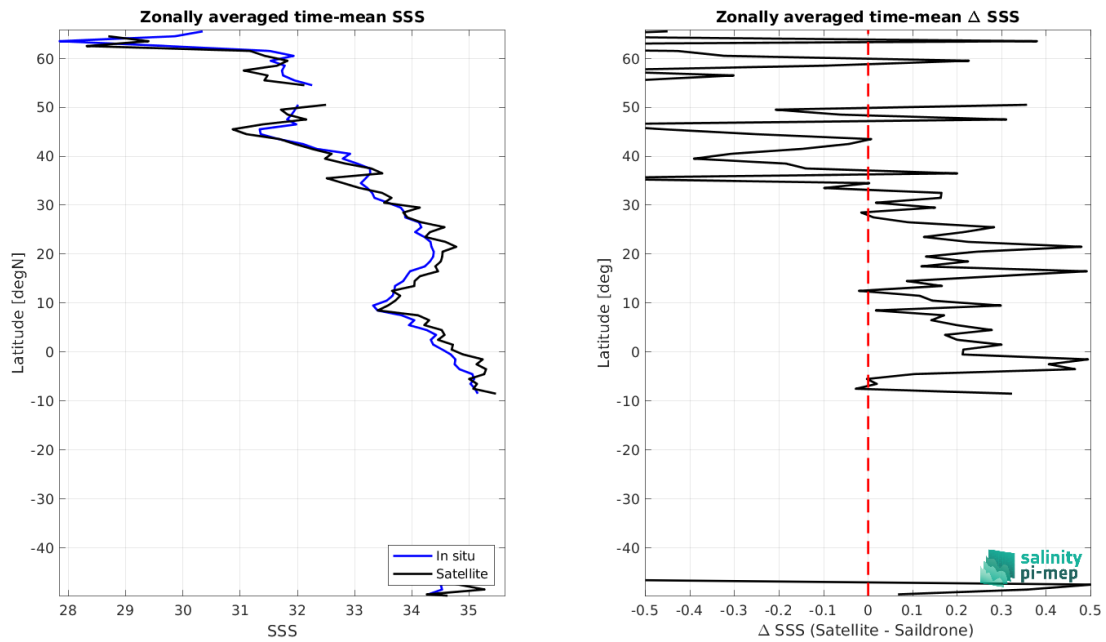 Zonally averaged time-mean SSS
60
50
40
30
20
10
0
-10
-20
-30
-40
Latitude [degN]
In situ
Satellite
28 29 30 31 32 33 34 35
SSS
Zonally averaged time-mean Δ SSS
60
50
40
30
20
10
0
-10
-20
-30
-40
Latitude [deg]
salinity
pi-mep
-0.5 -0.4 -0.3 -0.2 -0.1 0 0.1 0.2 0.3 0.4 0.5
Δ SSS (Satellite - Saildrone)